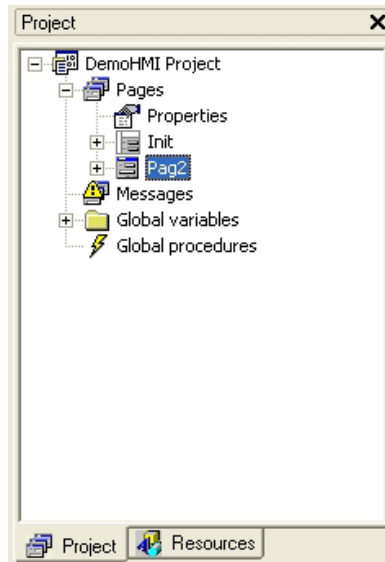 Project
DemoHMI Project
Pages
Properties
Init
Pag2
Messages
Global variables
Global procedures
Project
Resources